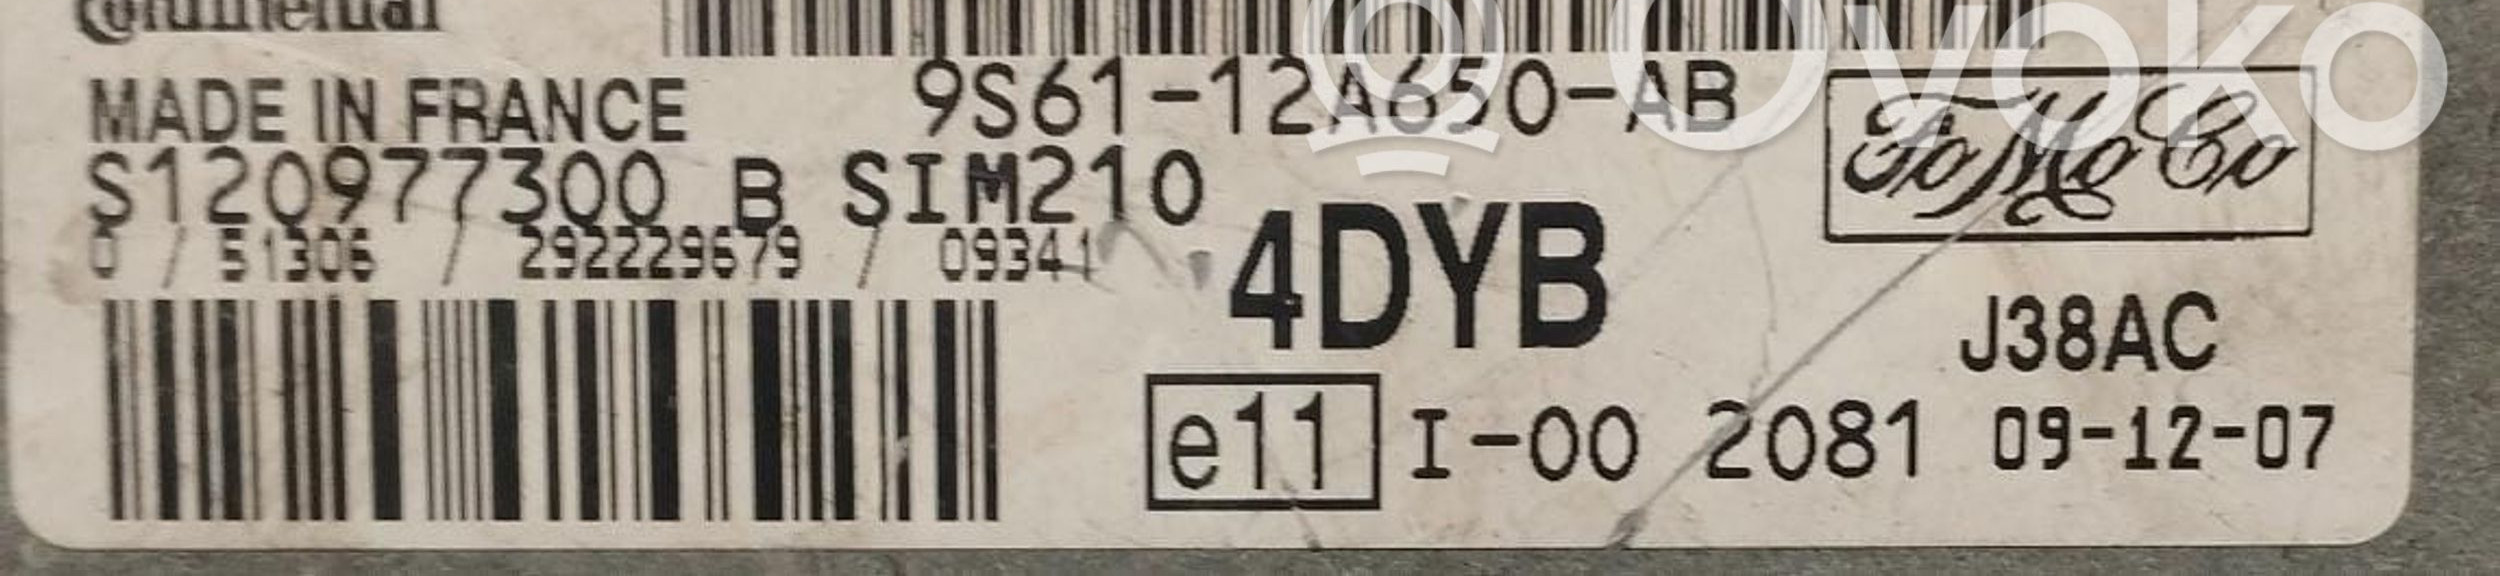 Continental
Ovoko
MADE IN FRANCE 9S61-12A650-AB
FoMoCo
S120977300 B SIM210
0 / 51306 / 292229679 / 09341
4DYB
J38AC
e11 I-00 2081 09-12-07